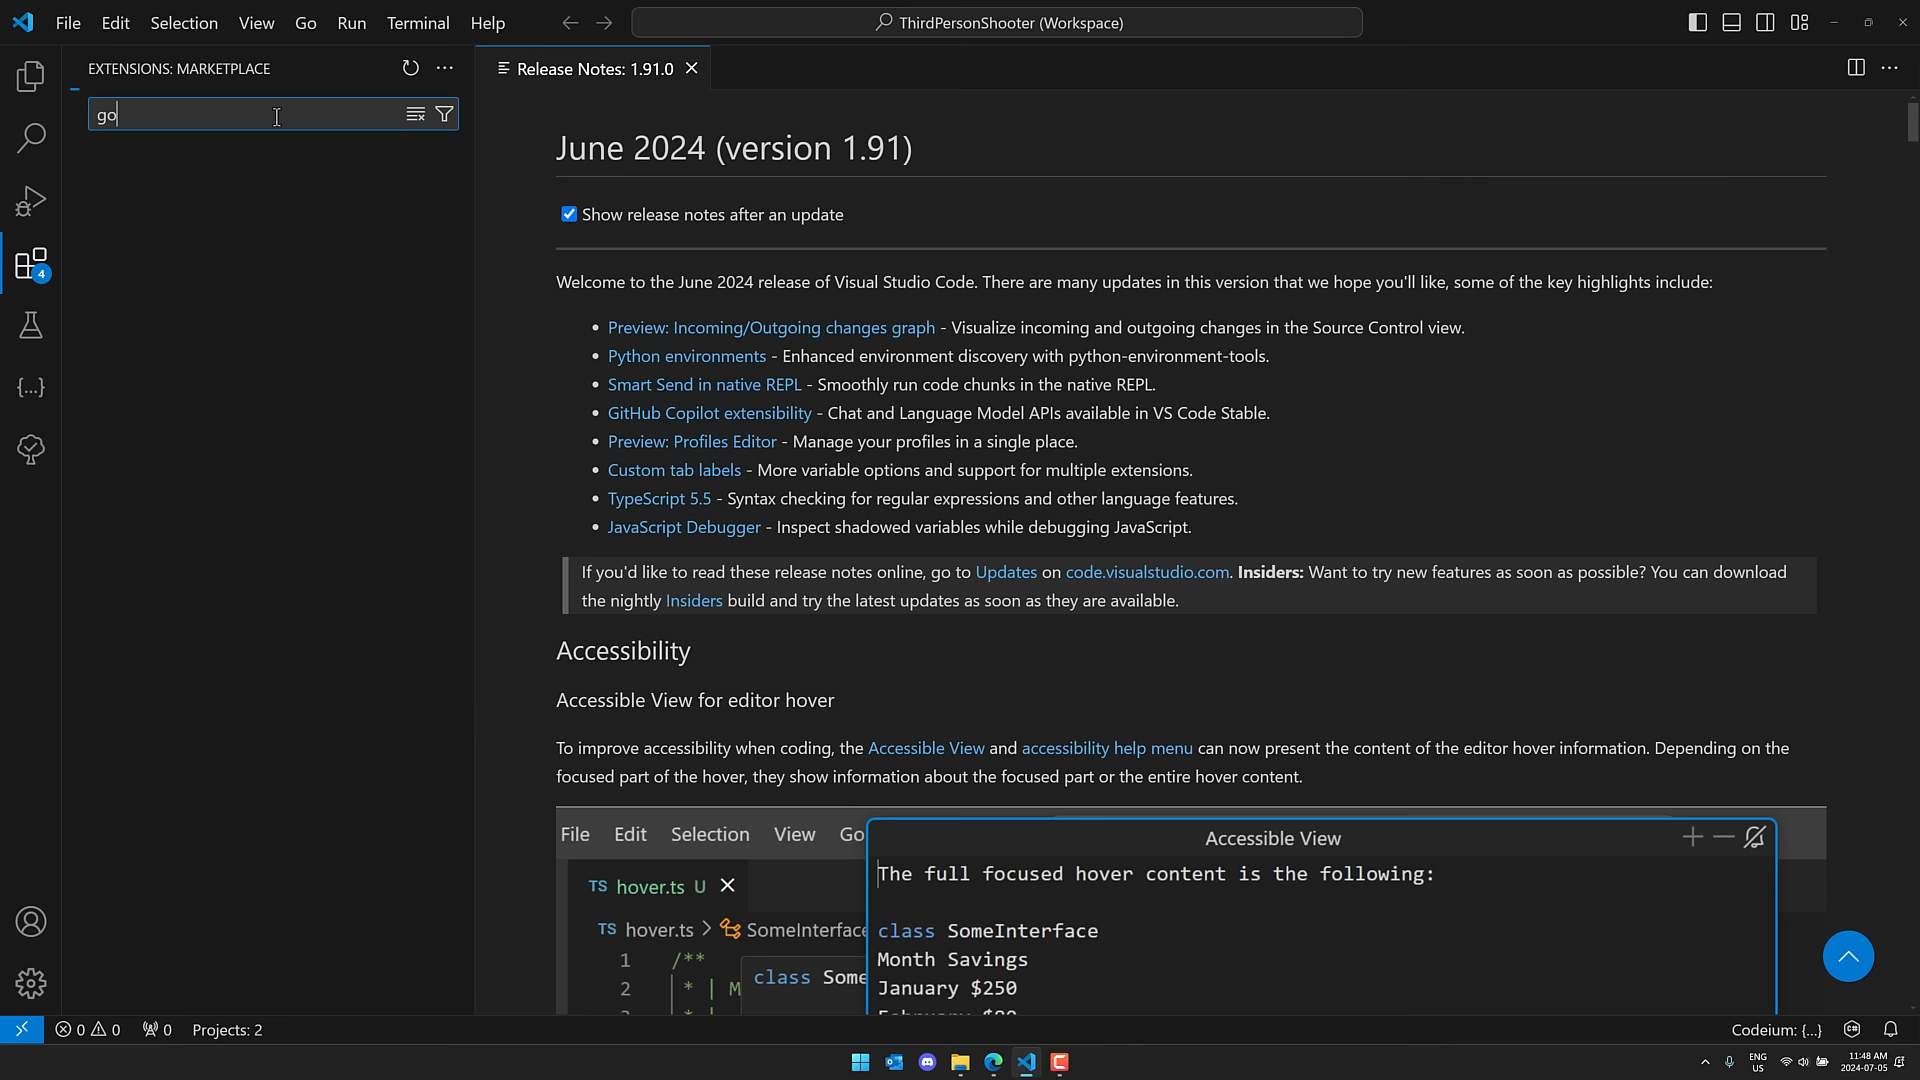 File Edit Selection View Go Run Terminal Help
ThirdPersonShooter (Workspace)
EXTENSIONS: MARKETPLACE
Release Notes: 1.91.0
go
4
{...}
June 2024 (version 1.91)
Show release notes after an update
Welcome to the June 2024 release of Visual Studio Code. There are many updates in this version that we hope you'll like, some of the key highlights include:
• Preview: Incoming/Outgoing changes graph - Visualize incoming and outgoing changes in the Source Control view.
• Python environments - Enhanced environment discovery with python-environment-tools.
• Smart Send in native REPL - Smoothly run code chunks in the native REPL.
• GitHub Copilot extensibility - Chat and Language Model APIs available in VS Code Stable.
• Preview: Profiles Editor - Manage your profiles in a single place.
• Custom tab labels - More variable options and support for multiple extensions.
• TypeScript 5.5 - Syntax checking for regular expressions and other language features.
• JavaScript Debugger - Inspect shadowed variables while debugging JavaScript.
If you'd like to read these release notes online, go to Updates on code.visualstudio.com. Insiders: Want to try new features as soon as possible? You can download
the nightly Insiders build and try the latest updates as soon as they are available.
Accessibility
Accessible View for editor hover
To improve accessibility when coding, the Accessible View and accessibility help menu can now present the content of the editor hover information. Depending on the
focused part of the hover, they show information about the focused part or the entire hover content.
File Edit Selection View Go
TS hover.ts U
TS hover.ts > SomeInterface
1 /**
2 * | M
class Some
Accessible View
The full focused hover content is the following:
class SomeInterface
Month Savings
January $250
February $80
0 0 0 Projects: 2
Codeium: {...}
ENG
US
11:48 AM
2024-07-05